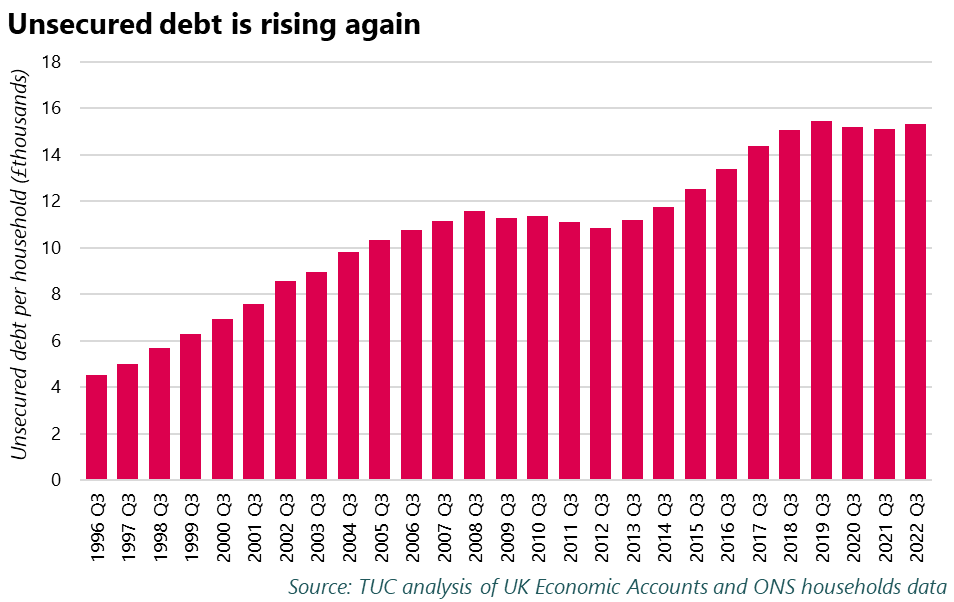 Unsecured debt is rising again
Unsecured debt per household (£thousands)
18
16
14
12
10
8
6
4
2
0
1996 Q3
1997 Q3
1998 Q3
1999 Q3
2000 Q3
2001 Q3
2002 Q3
2003 Q3
2004 Q3
2005 Q3
2006 Q3
2007 Q3
2008 Q3
2009 Q3
2010 Q3
2011 Q3
2012 Q3
2013 Q3
2014 Q3
2015 Q3
2016 Q3
2017 Q3
2018 Q3
2019 Q3
2020 Q3
2021 Q3
2022 Q3
Source: TUC analysis of UK Economic Accounts and ONS households data